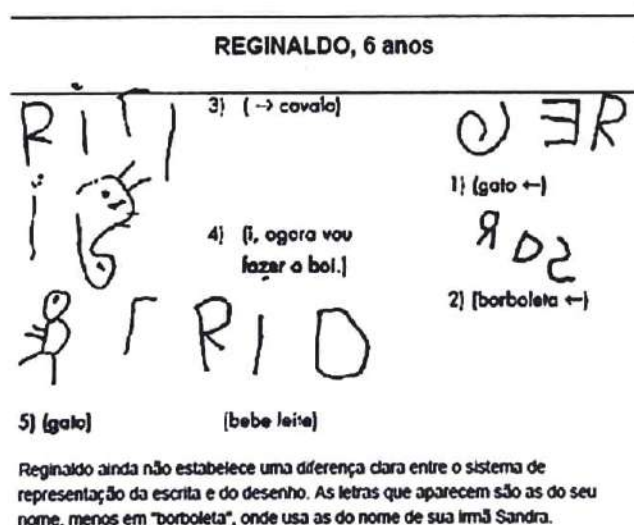 REGINALDO, 6 anos
3) (→ cavalo)
1) (gato ←)
4) (i, agora vou
fazer o boi.)
2) (borboleta ←)
5) (gato)
(bebe leite)
Reginaldo ainda não estabelece uma diferença clara entre o sistema de
representação da escrita e do desenho. As letras que aparecem são as do seu
nome, menos em "borboleta", onde usa as do nome de sua irmã Sandra.